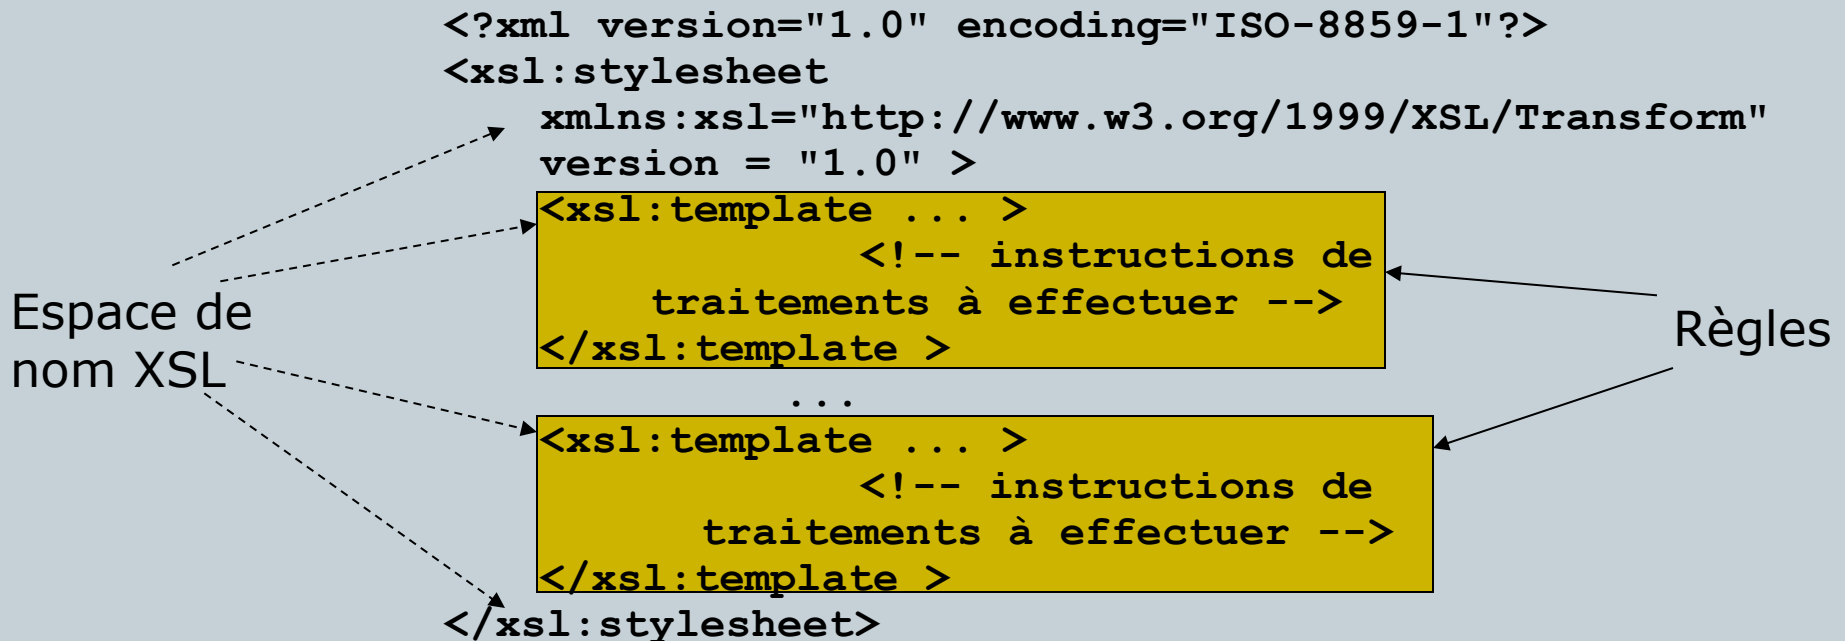 <?xml version="1.0" encoding="ISO-8859-1"?>
<xsl:stylesheet
xmlns:xsl="http://www.w3.org/1999/XSL/Transform"
version = "1.0" >
<xsl:template ... >
<!-- instructions de
traitements à effectuer -->
</xsl:template >
...
<xsl:template ... >
<!-- instructions de
traitements à effectuer -->
</xsl:template >
</xsl:stylesheet>
Espace de
nom XSL
Règles